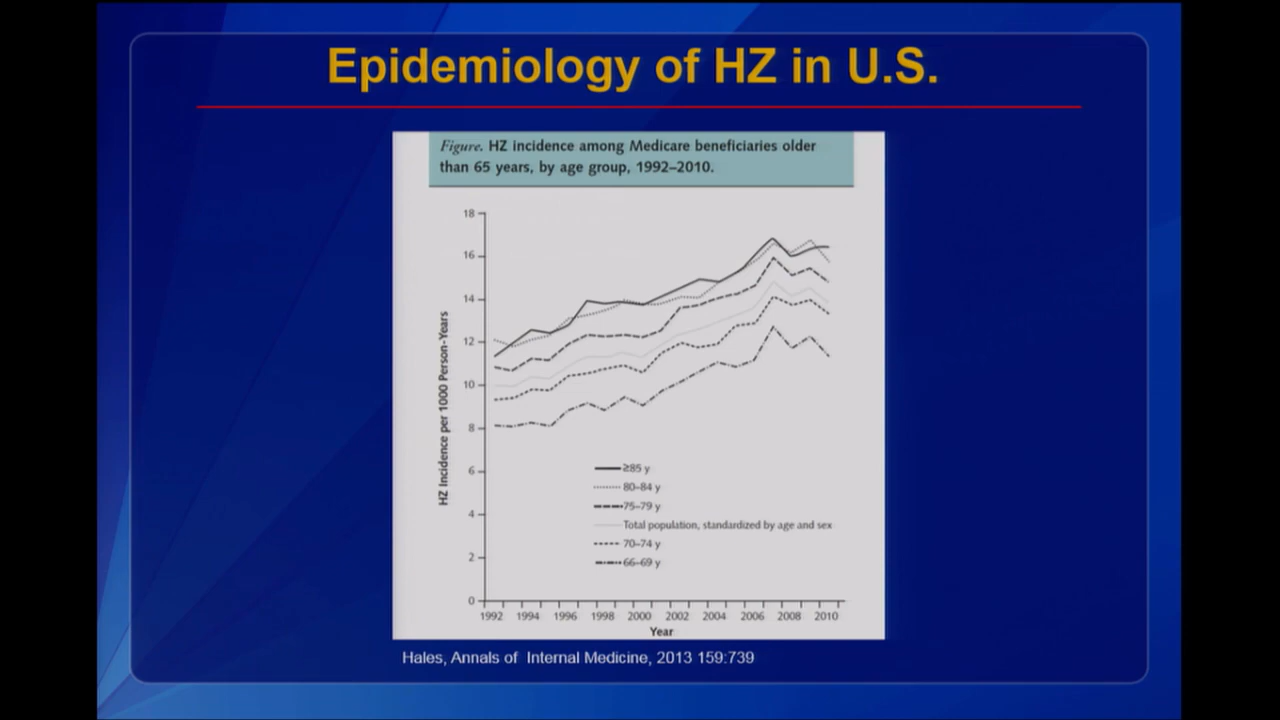 Epidemiology of HZ in U.S.
Figure. HZ incidence among Medicare beneficiaries older
than 65 years, by age group, 1992–2010.
18
16
14
12
10
8
6
4
2
0
HZ Incidence per 1000 Person-Years
≥85 y
80–84 y
75–79 y
Total population, standardized by age and sex
70–74 y
66–69 y
1992 1994 1996 1998 2000 2002 2004 2006 2008 2010
Year
Hales, Annals of Internal Medicine, 2013 159:739